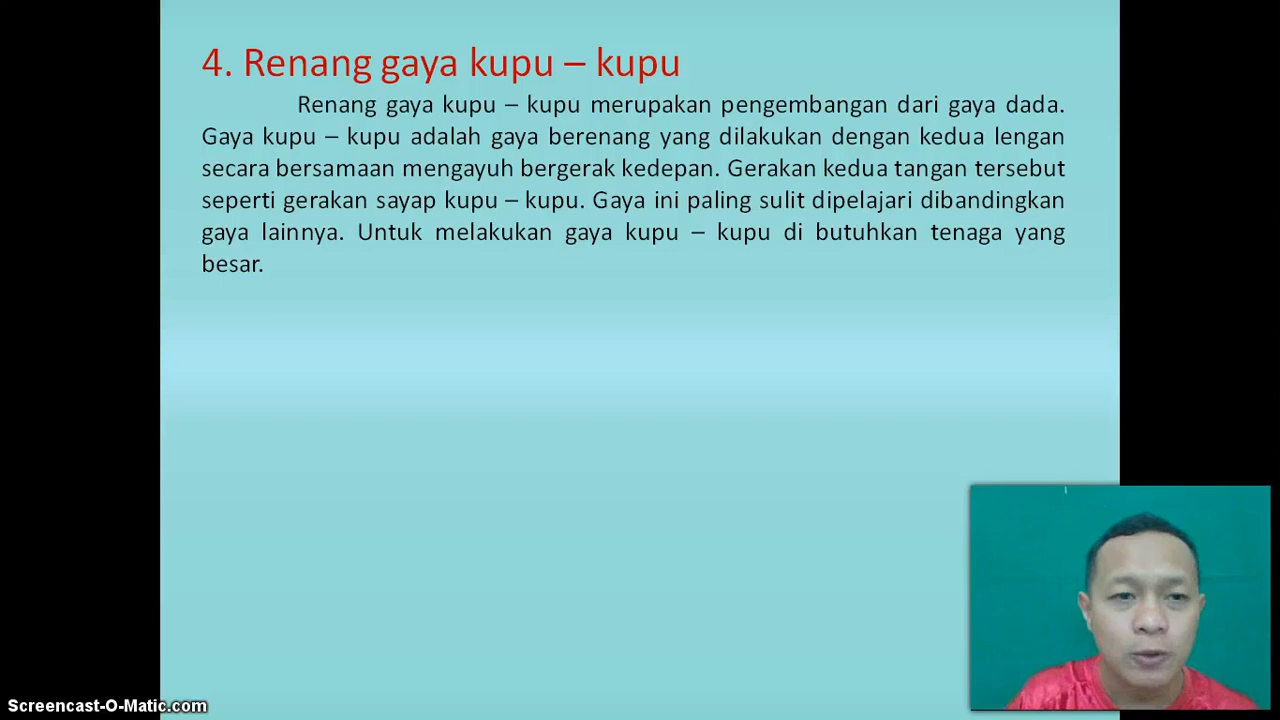 4. Renang gaya kupu – kupu
Renang gaya kupu – kupu merupakan pengembangan dari gaya dada.
Gaya kupu – kupu adalah gaya berenang yang dilakukan dengan kedua lengan
secara bersamaan mengayuh bergerak kedepan. Gerakan kedua tangan tersebut
seperti gerakan sayap kupu – kupu. Gaya ini paling sulit dipelajari dibandingkan
gaya lainnya. Untuk melakukan gaya kupu – kupu di butuhkan tenaga yang
besar.
Screencast-O-Matic.com